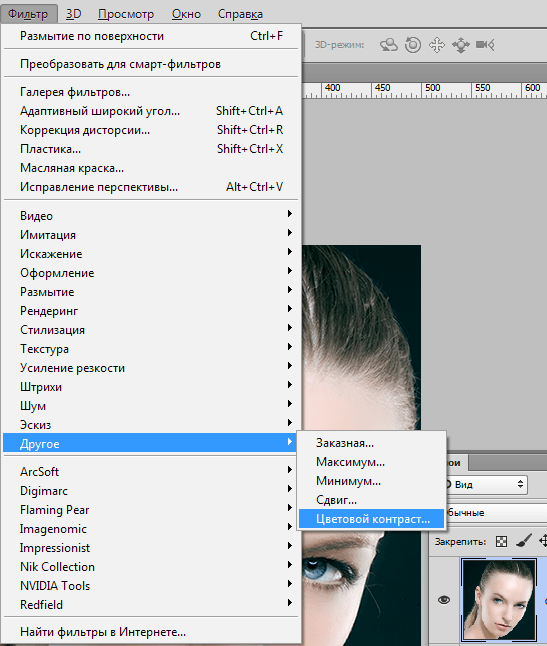 Фильтр 3D Просмотр Окно Справка
Размытие по поверхности Ctrl+F
3D-режим:
Преобразовать для смарт-фильтров
Галерея фильтров...
400 450 500 550 600
Адаптивный широкий угол... Shift+Ctrl+A
Коррекция дисторсии... Shift+Ctrl+R
Пластика... Shift+Ctrl+X
Масляная краска...
Исправление перспективы... Alt+Ctrl+V
Видео
Имитация
Искажение
Оформление
Размытие
Рендеринг
Стилизация
Текстура
Усиление резкости
Штрихи
Шум
Эскиз
Другое
Заказная...
Максимум...
Минимум...
Сдвиг...
Цветовой контраст...
ои
Вид
бычные
Закрепить:
ArcSoft
Digimarc
Flaming Pear
Imagenomic
Impressionist
Nik Collection
NVIDIA Tools
Redfield
Найти фильтры в Интернете...